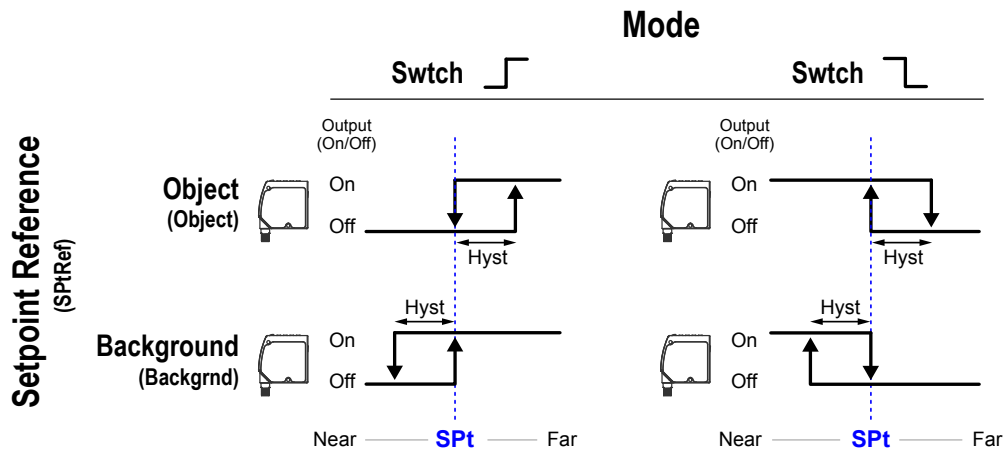 Mode
Swtch
Swtch
Setpoint Reference
(SPtRef)
Output
(On/Off)
Output
(On/Off)
Object
(Object)
On
Off
Hyst
On
Off
Hyst
Background
(Backgrnd)
On
Off
Hyst
On
Off
Hyst
Near SPt Far
Near SPt Far